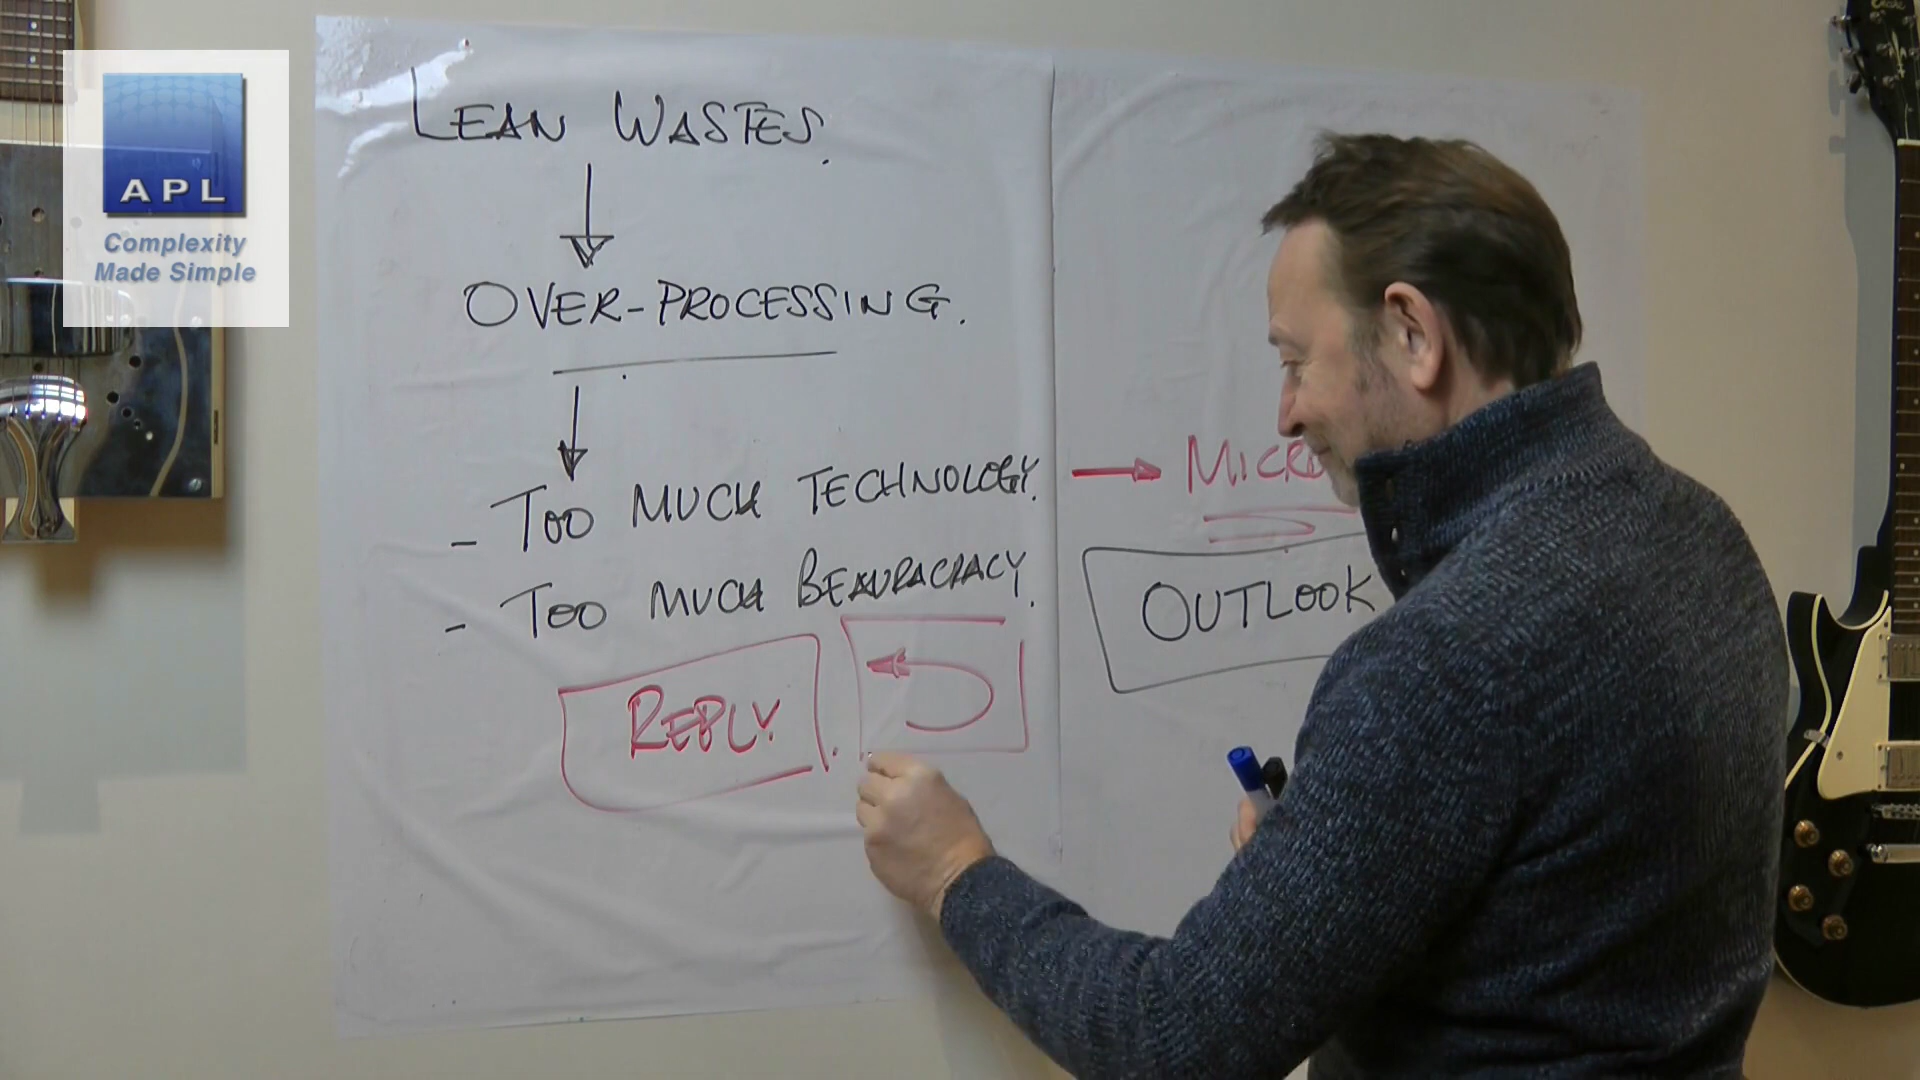 APL
Complexity
Made Simple
LEAN WASTES.
OVER-PROCESSING.
- TOO MUCH TECHNOLOGY.
- TOO MUCH BEAURACRACY.
REPLY
OUTLOOK